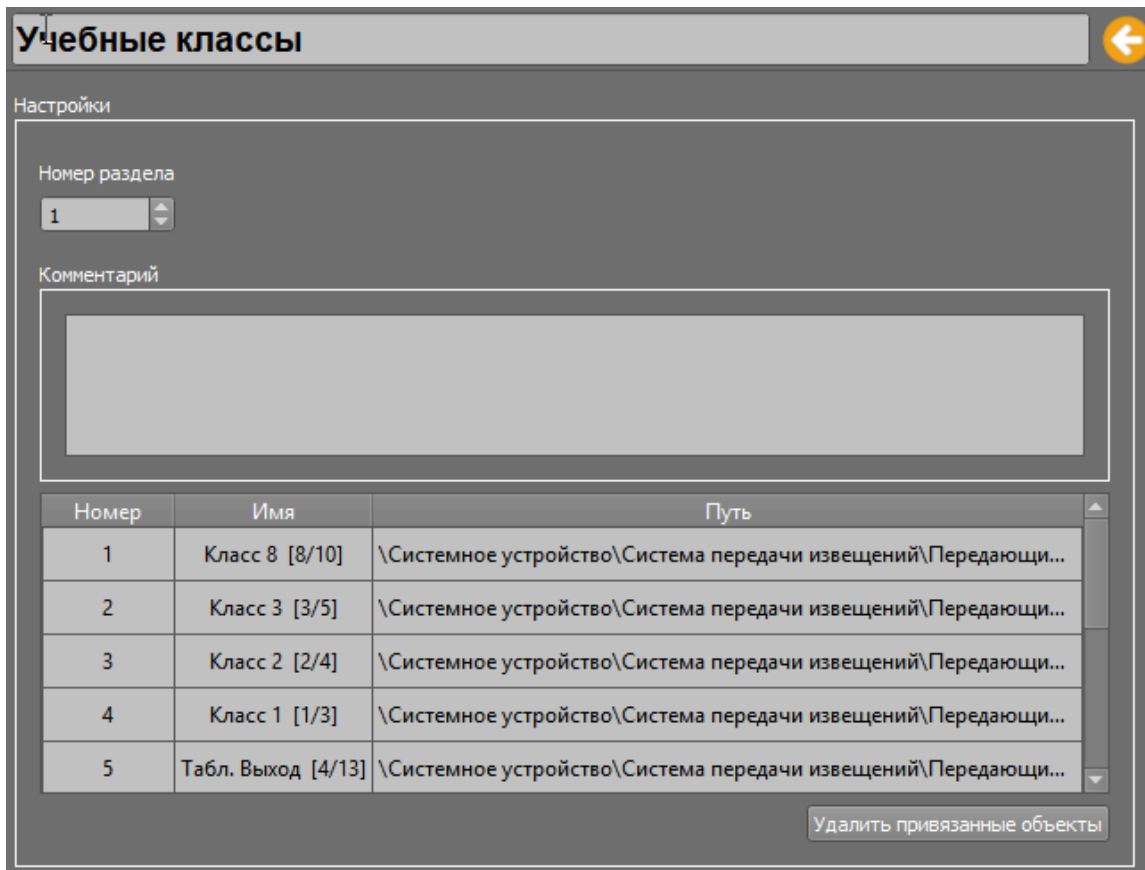 Учебные классы
Настройки
Номер раздела
1
Комментарий
Номер Имя Путь
1 Класс 8 [8/10] \Системное устройство\Система передачи извещений\Передающи...
2 Класс 3 [3/5] \Системное устройство\Система передачи извещений\Передающи...
3 Класс 2 [2/4] \Системное устройство\Система передачи извещений\Передающи...
4 Класс 1 [1/3] \Системное устройство\Система передачи извещений\Передающи...
5 Табл. Выход [4/13] \Системное устройство\Система передачи извещений\Передающи...
Удалить привязанные объекты